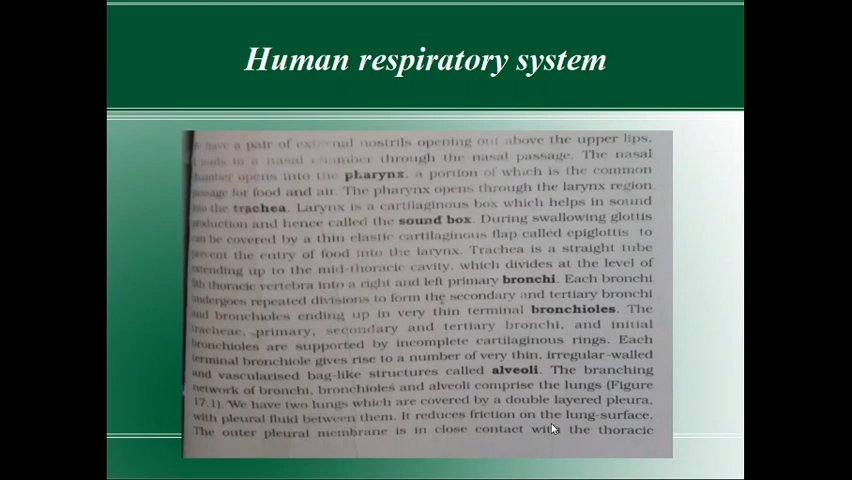 Human respiratory system
have a pair of external nostrils opening out above the upper lips.
leads to a nasal chamber through the nasal passage. The nasal
chamber opens into the pharynx, a portion of which is the common
passage for food and air. The pharynx opens through the larynx region
into the trachea. Larynx is a cartilaginous box which helps in sound
production and hence called the sound box. During swallowing glottis
can be covered by a thin elastic cartilaginous flap called epiglottis to
prevent the entry of food into the larynx. Trachea is a straight tube
extending up to the mid-thoracic cavity, which divides at the level of
5th thoracic vertebra into a right and left primary bronchi. Each bronchi
undergoes repeated divisions to form the secondary and tertiary bronchi
and bronchioles ending up in very thin terminal bronchioles. The
tracheae, primary, secondary and tertiary bronchi, and initial
bronchioles are supported by incomplete cartilaginous rings. Each
terminal bronchiole gives rise to a number of very thin, irregular-walled
and vascularised bag-like structures called alveoli. The branching
network of bronchi, bronchioles and alveoli comprise the lungs (Figure
17.1). We have two lungs which are covered by a double layered pleura,
with pleural fluid between them. It reduces friction on the lung-surface.
The outer pleural membrane is in close contact with the thoracic